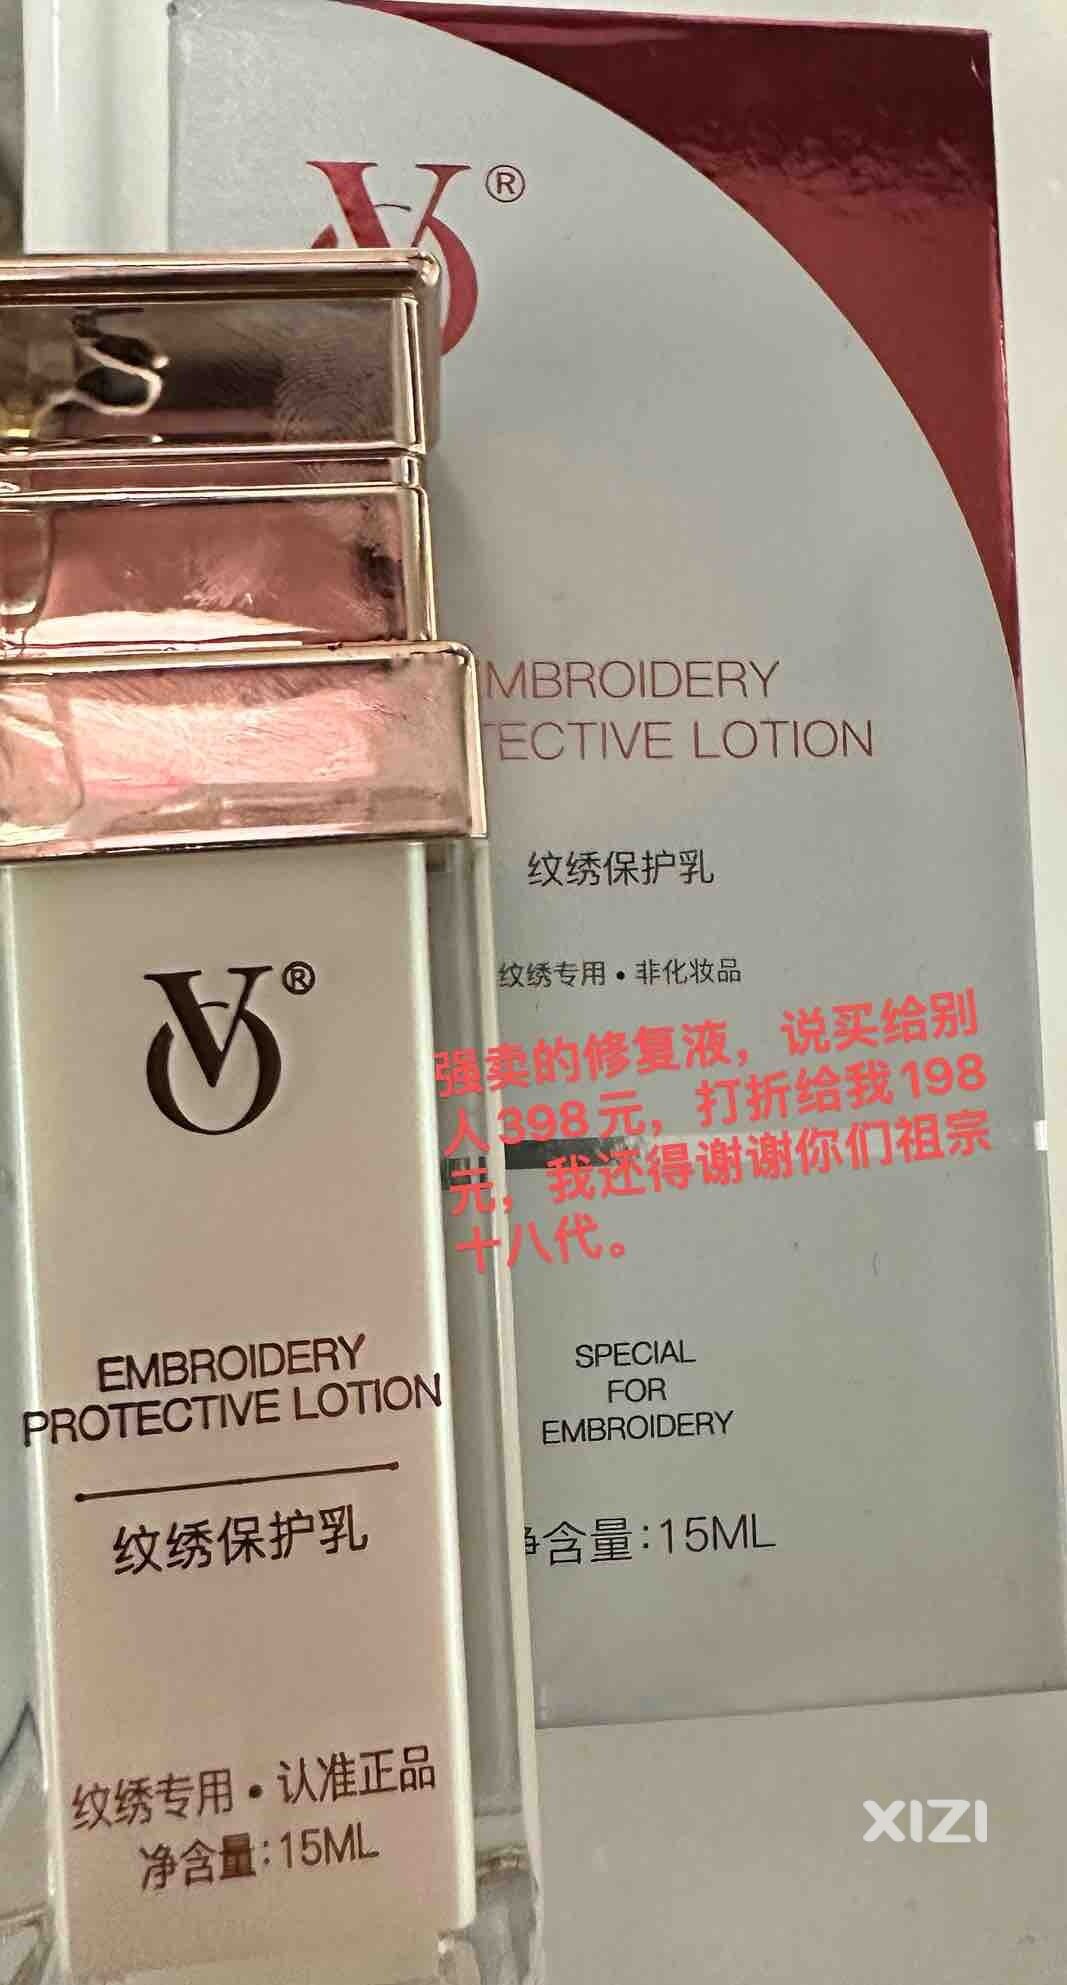 VO®
MBROIDERY
TECTIVE LOTION
纹绣保护乳
纹绣专用·非化妆品
强卖的修复液，说买给别
人398元，打折给我198
元，我还得谢谢你们祖宗
十八代。
SPECIAL
FOR
EMBROIDERY
净含量:15ML
VO®
EMBROIDERY
PROTECTIVE LOTION
纹绣保护乳
纹绣专用·认准正品
净含量:15ML
XIZI